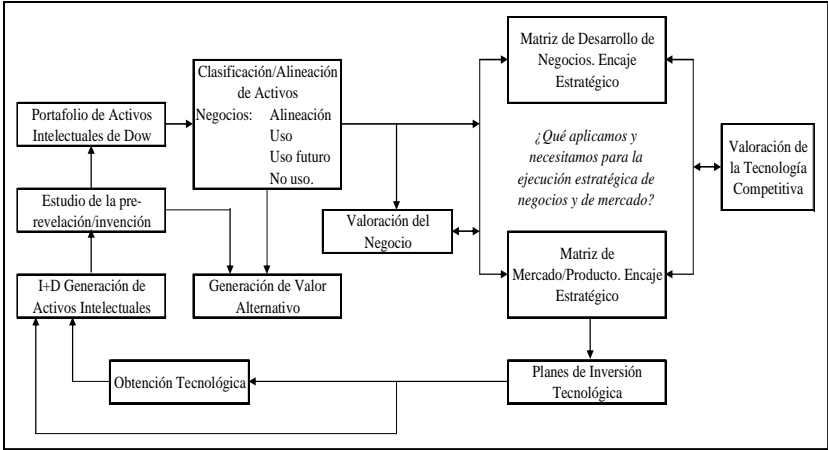 Matriz de Desarrollo de
Negocios. Encaje
Estratégico
Clasificación/Alineación
de Activos
Negocios: Alineación
Uso
Uso futuro
No uso.
Portafolio de Activos
Intelectuales de Dow
¿Qué aplicamos y
necesitamos para la
ejecución estratégica de
negocios y de mercado?
Valoración de
la Tecnología
Competitiva
Estudio de la pre-
revelación/invención
Valoración del
Negocio
Matriz de
Mercado/Producto. Encaje
Estratégico
I+D Generación de
Activos Intelectuales
Generación de Valor
Alternativo
Obtención Tecnológica
Planes de Inversión
Tecnológica